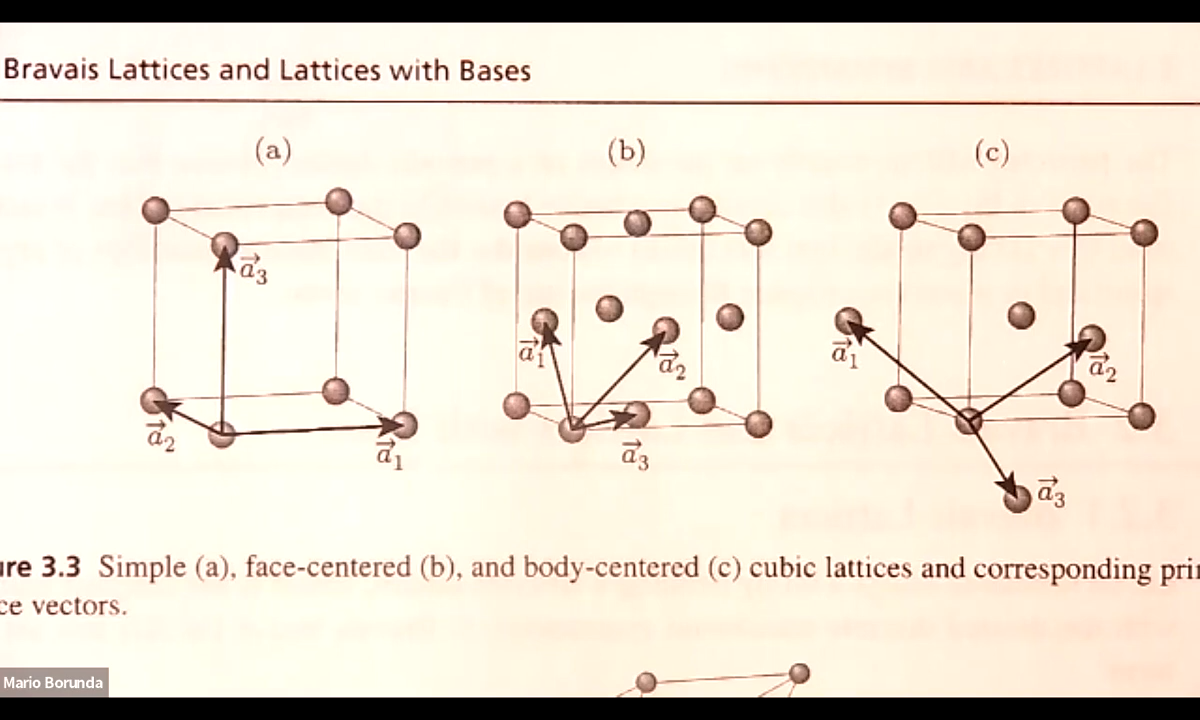 Bravais Lattices and Lattices with Bases
(a) (b) (c)
a⃗3
a⃗2
a⃗1
a⃗1
a⃗2
a⃗3
a⃗1
a⃗2
a⃗3
ure 3.3 Simple (a), face-centered (b), and body-centered (c) cubic lattices and corresponding pri
ce vectors.
Mario Borunda